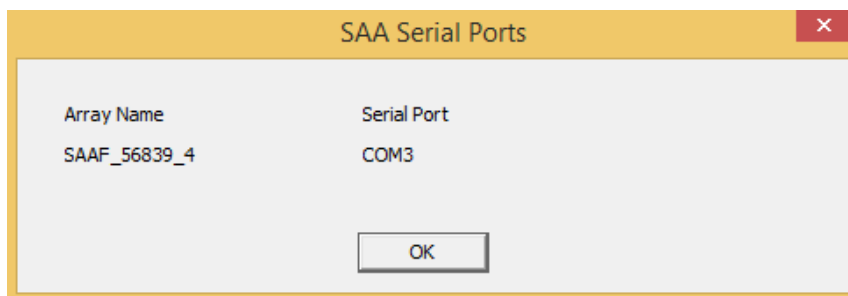 SAA Serial Ports
Array Name Serial Port
SAAF_56839_4 COM3
OK